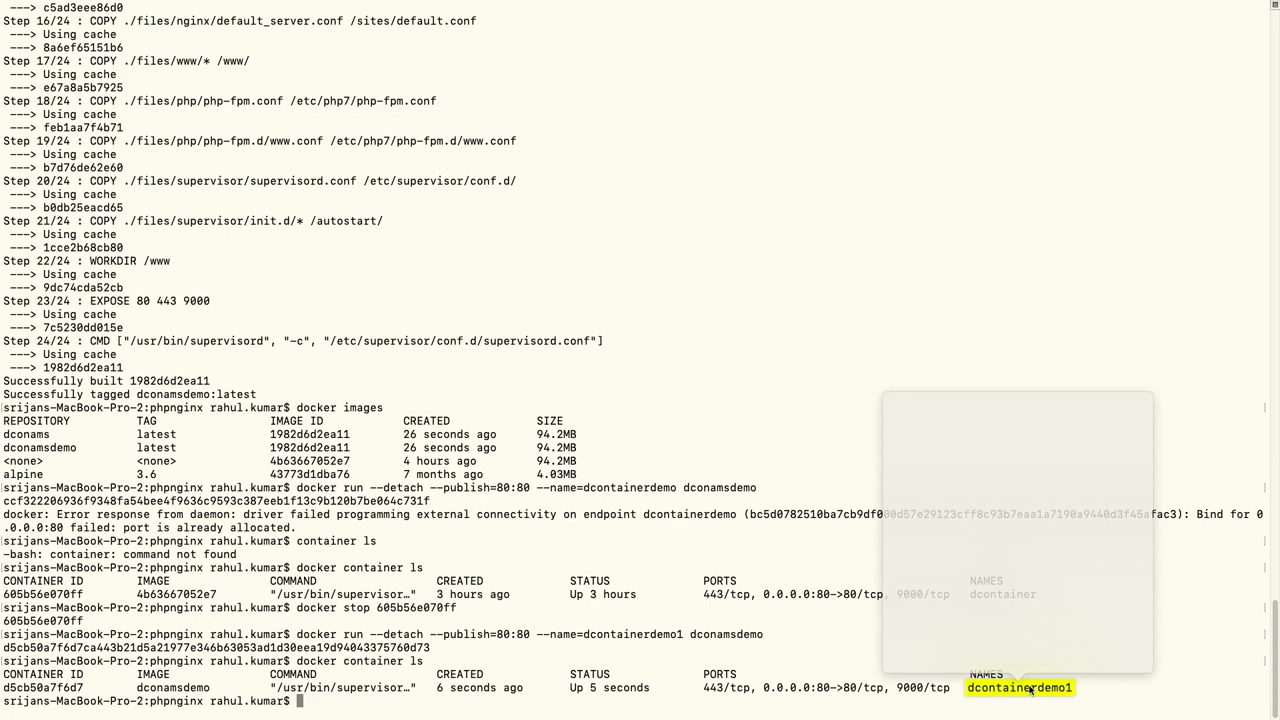 ---> c5ad3eee86d0
Step 16/24 : COPY ./files/nginx/default_server.conf /sites/default.conf
---> Using cache
---> 8a6ef65151b6
Step 17/24 : COPY ./files/www/* /www/
---> Using cache
---> e67a8a5b7925
Step 18/24 : COPY ./files/php/php-fpm.conf /etc/php7/php-fpm.conf
---> Using cache
---> feb1aa7f4b71
Step 19/24 : COPY ./files/php/php-fpm.d/www.conf /etc/php7/php-fpm.d/www.conf
---> Using cache
---> b7d76de62e60
Step 20/24 : COPY ./files/supervisor/supervisord.conf /etc/supervisor/conf.d/
---> Using cache
---> b0db25eacd65
Step 21/24 : COPY ./files/supervisor/init.d/* /autostart/
---> Using cache
---> 1cce2b68cb80
Step 22/24 : WORKDIR /www
---> Using cache
---> 9dc74cda52cb
Step 23/24 : EXPOSE 80 443 9000
---> Using cache
---> 7c5230dd015e
Step 24/24 : CMD ["/usr/bin/supervisord", "-c", "/etc/supervisor/conf.d/supervisord.conf"]
---> Using cache
---> 1982d6d2ea11
Successfully built 1982d6d2ea11
Successfully tagged dconamsdemo:latest
srijans-MacBook-Pro-2:phpnginx rahul.kumar$ docker images
REPOSITORY TAG IMAGE ID CREATED SIZE
dconams latest 1982d6d2ea11 26 seconds ago 94.2MB
dconamsdemo latest 1982d6d2ea11 26 seconds ago 94.2MB
<none> <none> 4b63667052e7 4 hours ago 94.2MB
alpine 3.6 43773d1dba76 7 months ago 4.03MB
srijans-MacBook-Pro-2:phpnginx rahul.kumar$ docker run --detach --publish=80:80 --name=dcontainerdemo dconamsdemo
ccf322206936f9348fa54bee4f9636c9593c387eeb1f13c9b120b7be064c731f
docker: Error response from daemon: driver failed programming external connectivity on endpoint dcontainerdemo (bc5d0782510ba7cb9df000d57e29123cff8c93b7eaa1a7190a9440d3f45afac3): Bind for 0
.0.0.0:80 failed: port is already allocated.
srijans-MacBook-Pro-2:phpnginx rahul.kumar$ container ls
-bash: container: command not found
srijans-MacBook-Pro-2:phpnginx rahul.kumar$ docker container ls
CONTAINER ID IMAGE COMMAND CREATED STATUS PORTS NAMES
605b56e070ff 4b63667052e7 "/usr/bin/supervisor…" 3 hours ago Up 3 hours 443/tcp, 0.0.0.0:80->80/tcp, 9000/tcp dcontainer
srijans-MacBook-Pro-2:phpnginx rahul.kumar$ docker stop 605b56e070ff
605b56e070ff
srijans-MacBook-Pro-2:phpnginx rahul.kumar$ docker run --detach --publish=80:80 --name=dcontainerdemo1 dconamsdemo
d5cb50a7f6d7ca443b21d5a21977e346b63053ad1d30eea19d94043375760d73
srijans-MacBook-Pro-2:phpnginx rahul.kumar$ docker container ls
CONTAINER ID IMAGE COMMAND CREATED STATUS PORTS NAMES
d5cb50a7f6d7 dconamsdemo "/usr/bin/supervisor…" 6 seconds ago Up 5 seconds 443/tcp, 0.0.0.0:80->80/tcp, 9000/tcp dcontainerdemo1
srijans-MacBook-Pro-2:phpnginx rahul.kumar$